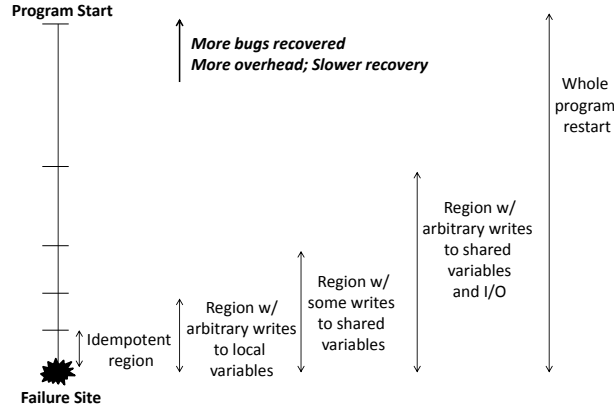 Program Start
More bugs recovered
More overhead; Slower recovery
Whole
program
restart
Region w/
arbitrary writes
to shared
variables
and I/O
Region w/
some writes
to shared
variables
Region w/
arbitrary writes
to local
variables
Idempotent
region
Failure Site